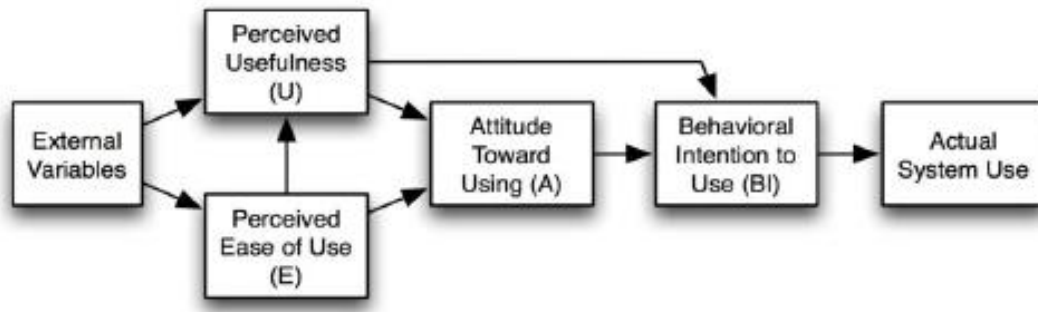 External
Variables
Perceived
Usefulness
(U)
Perceived
Ease of Use
(E)
Attitude
Toward
Using (A)
Behavioral
Intention to
Use (BI)
Actual
System Use